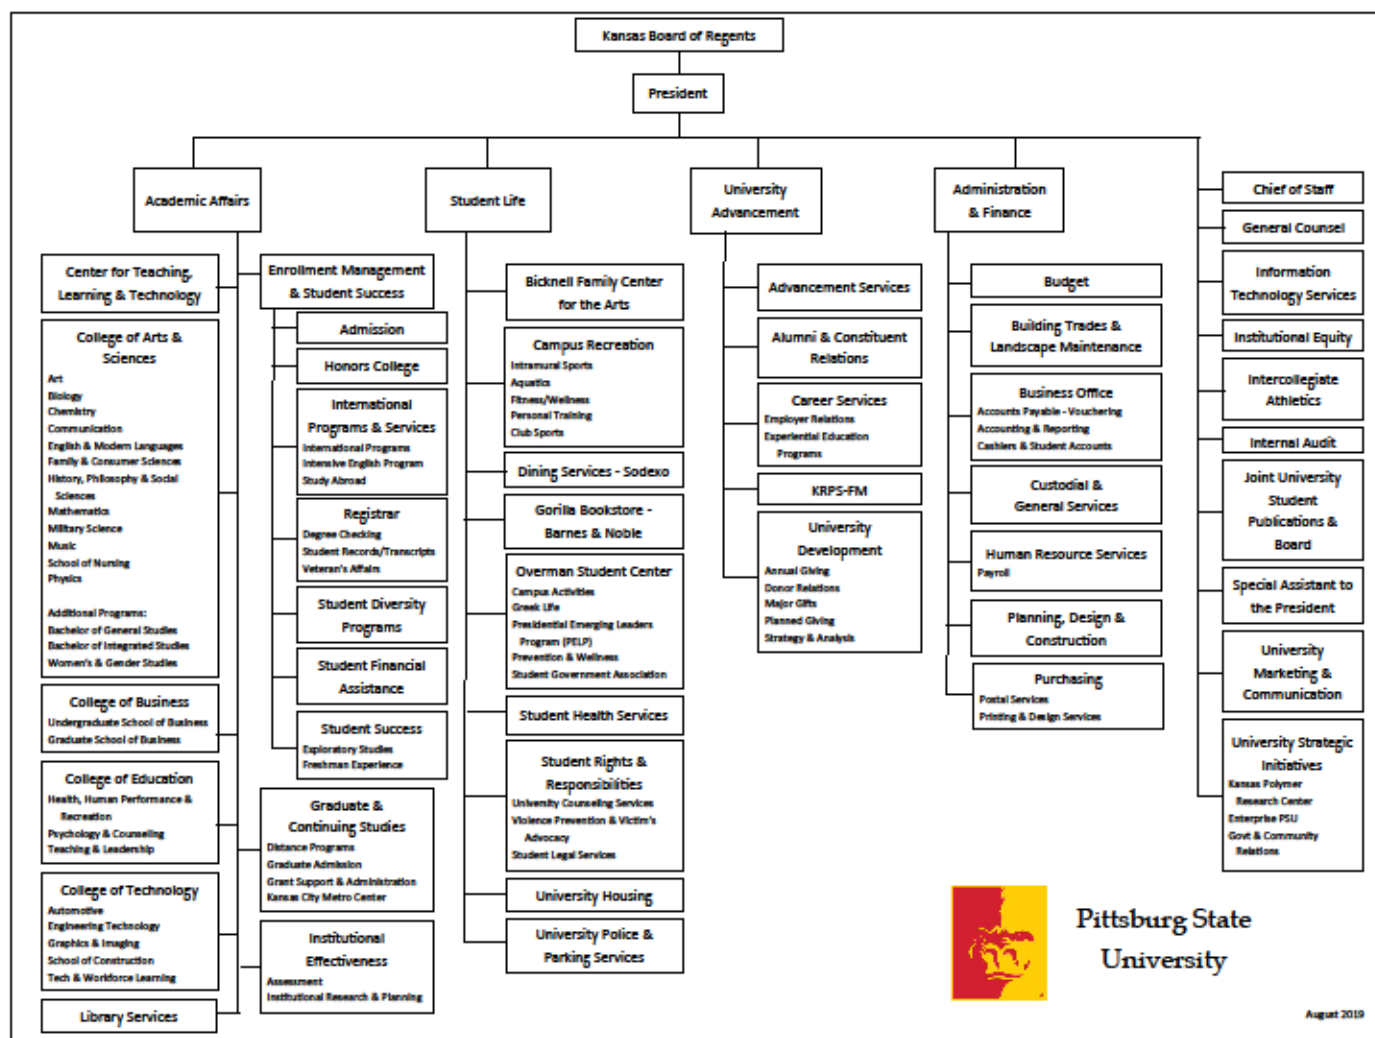 Kansas Board of Regents
President
Academic Affairs
Center for Teaching,
Learning & Technology
College of Arts &
Sciences
Art
Biology
Chemistry
Communication
English & Modern Languages
Family & Consumer Sciences
History, Philosophy & Social
Sciences
Mathematics
Military Science
Music
School of Nursing
Physics
Additional Programs:
Bachelor of General Studies
Bachelor of Integrated Studies
Women's & Gender Studies
College of Business
Undergraduate School of Business
Graduate School of Business
College of Education
Health, Human Performance &
Recreation
Psychology & Counseling
Teaching & Leadership
College of Technology
Automotive
Engineering Technology
Graphics & Imaging
School of Construction
Tech & Workforce Learning
Library Services
Enrollment Management
& Student Success
Admission
Honors College
International
Programs & Services
International Programs
Intensive English Program
Study Abroad
Registrar
Degree Checking
Student Records/Transcripts
Veteran's Affairs
Student Diversity
Programs
Student Financial
Assistance
Student Success
Exploratory Studies
Freshman Experience
Graduate &
Continuing Studies
Distance Programs
Graduate Admission
Grant Support & Administration
Kansas City Metro Center
Institutional
Effectiveness
Assessment
Institutional Research & Planning
Student Life
Bicknell Family Center
for the Arts
Campus Recreation
Intramural Sports
Aquatics
Fitness/Wellness
Personal Training
Club Sports
Dining Services - Sodexo
Gorilla Bookstore -
Barnes & Noble
Overman Student Center
Campus Activities
Greek Life
Presidential Emerging Leaders
Program (PELP)
Prevention & Wellness
Student Government Association
Student Health Services
Student Rights &
Responsibilities
University Counseling Services
Violence Prevention & Victim's
Advocacy
Student Legal Services
University Housing
University Police &
Parking Services
University
Advancement
Advancement Services
Alumni & Constituent
Relations
Career Services
Employer Relations
Experiential Education
Programs
KRPS-FM
University
Development
Annual Giving
Donor Relations
Major Gifts
Planned Giving
Strategy & Analysis
Administration
& Finance
Budget
Building Trades &
Landscape Maintenance
Business Office
Accounts Payable - Vouchering
Accounting & Reporting
Cashiers & Student Accounts
Custodial &
General Services
Human Resource Services
Payroll
Planning, Design &
Construction
Purchasing
Postal Services
Printing & Design Services
Chief of Staff
General Counsel
Information
Technology Services
Institutional Equity
Intercollegiate
Athletics
Internal Audit
Joint University
Student
Publications &
Board
Special Assistant to
the President
University
Marketing &
Communication
University Strategic
Initiatives
Kansas Polymer
Research Center
Enterprise PSU
Govt & Community
Relations
Pittsburg State
University
August 2019